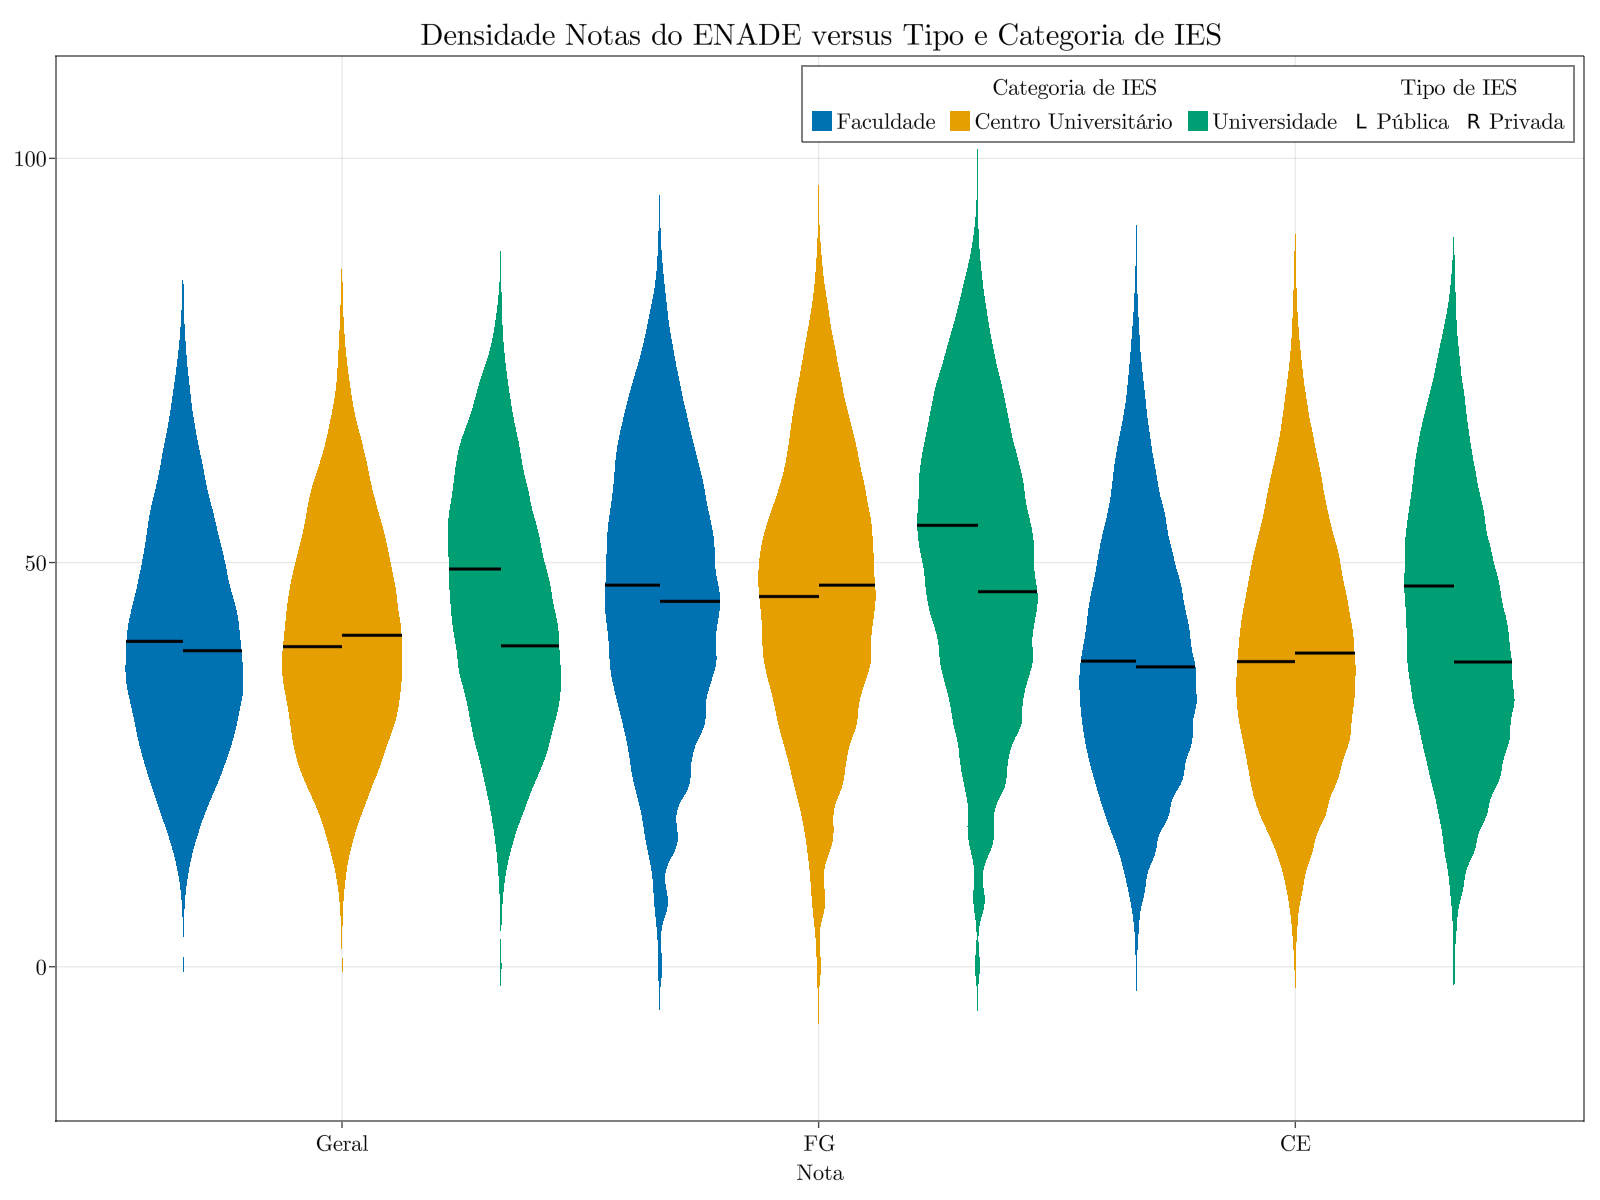 Densidade Notas do ENADE versus Tipo e Categoria de IES
Categoria de IES Tipo de IES
Faculdade Centro Universitário Universidade L Pública R Privada
100
50
0
Geral FG CE
Nota